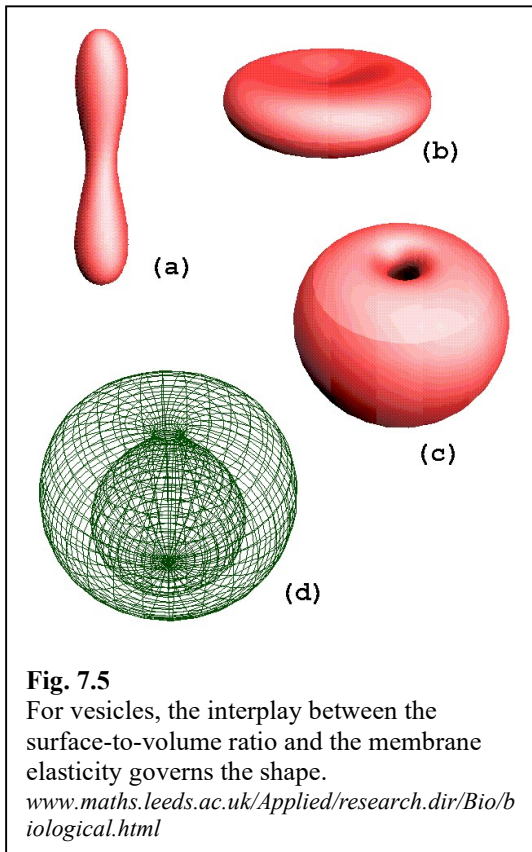 (a)
(b)
(c)
(d)
Fig. 7.5
For vesicles, the interplay between the
surface-to-volume ratio and the membrane
elasticity governs the shape.
www.maths.leeds.ac.uk/Applied/research.dir/Bio/b
iological.html